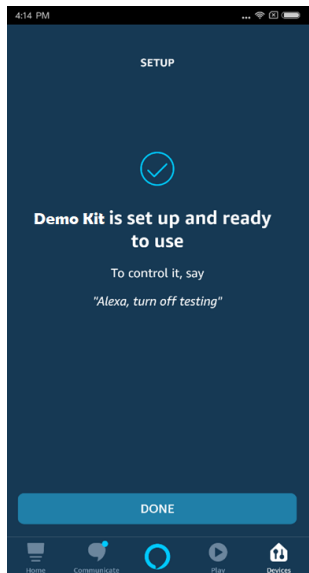 4:14 PM
SETUP
Demo Kit is set up and ready
to use
To control it, say
"Alexa, turn off testing"
DONE
Home Communicate Play Devices